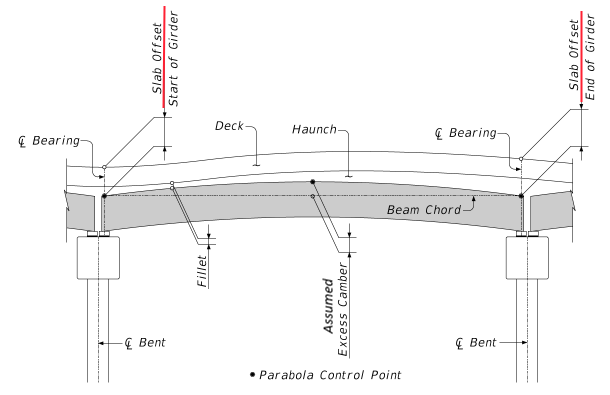 Slab Offset
Start of Girder
Slab Offset
End of Girder
℄ Bearing
Deck
Haunch
℄ Bearing
Beam Chord
Fillet
Assumed
Excess Camber
℄ Bent
℄ Bent
Parabola Control Point